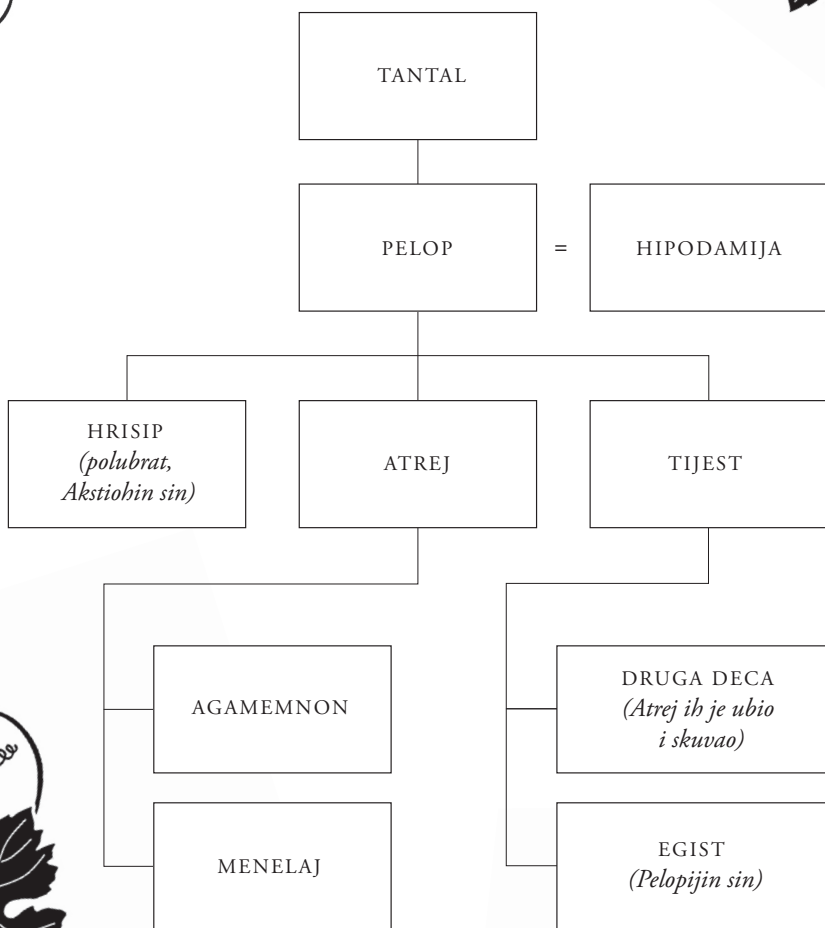 TANTAL
PELOP
=
HIPODAMIJA
HRISIP
(polubrat,
Akstiohin sin)
ATREJ
TIJEST
AGAMEMNON
DRUGA DECA
(Atrej ih je ubio
i skuvao)
MENELAJ
EGIST
(Pelopijin sin)